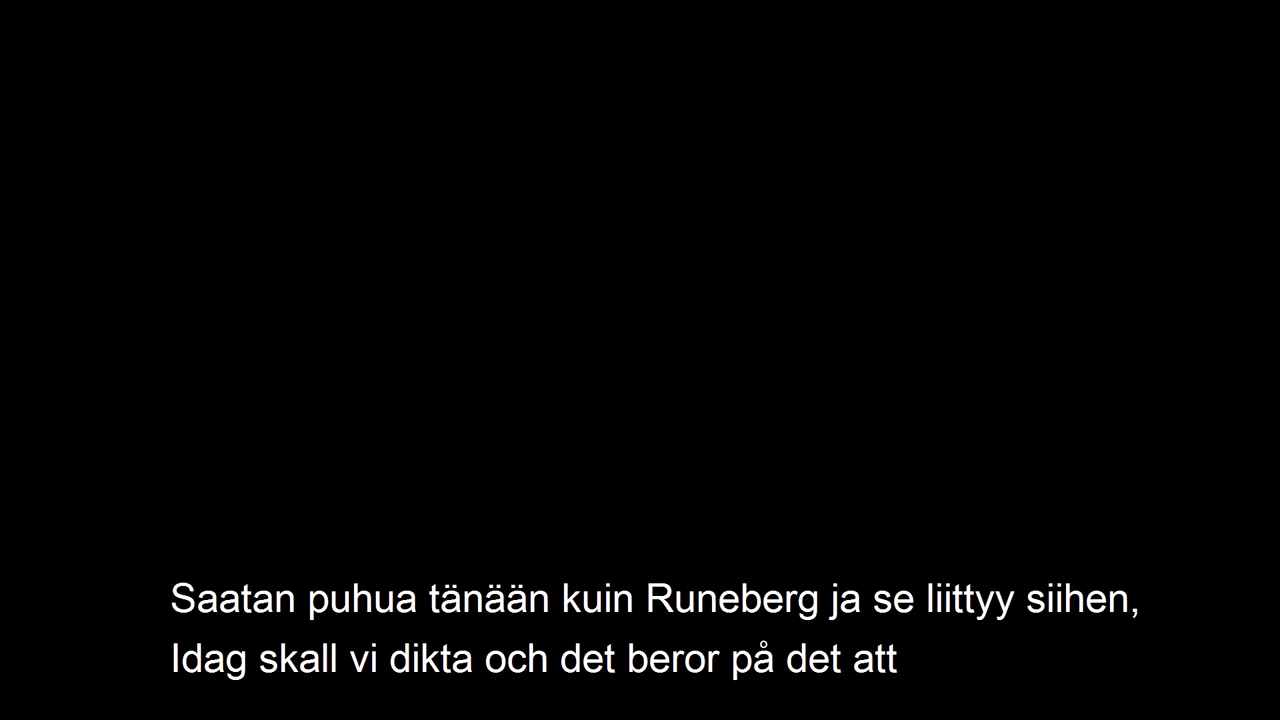 Saatan puhua tänään kuin Runeberg ja se liittyy siihen,
Idag skall vi dikta och det beror på det att